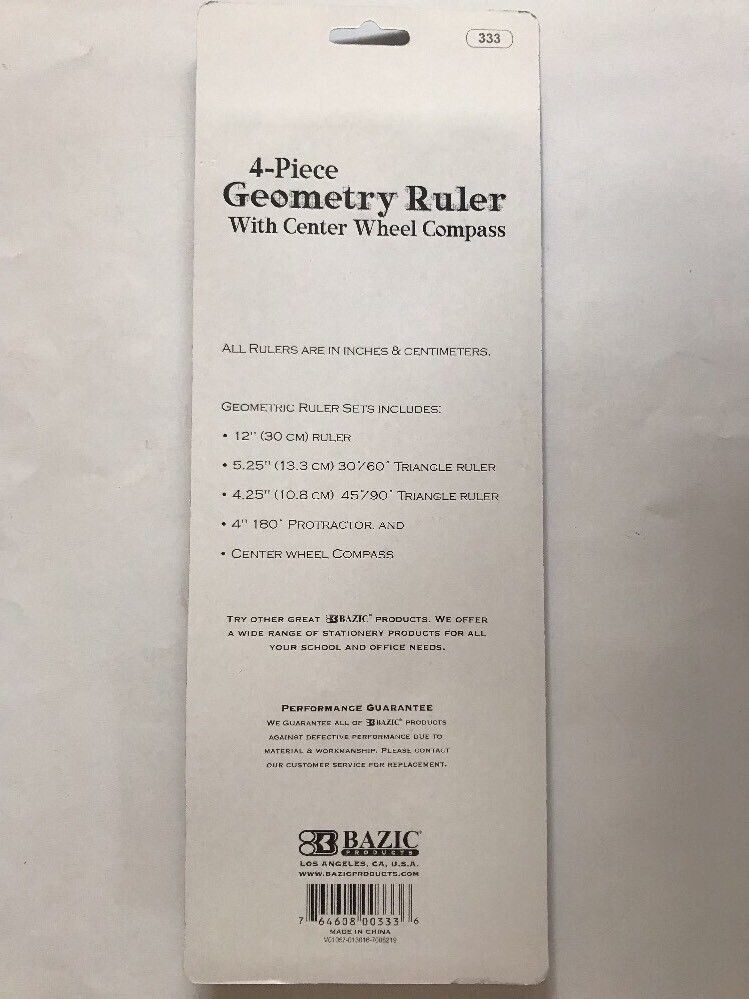 333
4-Piece
Geometry Ruler
With Center Wheel Compass
ALL RULERS ARE IN INCHES & CENTIMETERS.
GEOMETRIC RULER SETS INCLUDES:
• 12" (30 CM) RULER
• 5.25" (13.3 CM) 30°/60° TRIANGLE RULER
• 4.25" (10.8 CM) 45°/90° TRIANGLE RULER
• 4" 180° PROTRACTOR, AND
• CENTER WHEEL COMPASS
TRY OTHER GREAT BAZIC™ PRODUCTS. WE OFFER
A WIDE RANGE OF STATIONERY PRODUCTS FOR ALL
YOUR SCHOOL AND OFFICE NEEDS.
PERFORMANCE GUARANTEE
WE GUARANTEE ALL OF BAZIC® PRODUCTS
AGAINST DEFECTIVE PERFORMANCE DUE TO
MATERIAL & WORKMANSHIP. PLEASE CONTACT
OUR CUSTOMER SERVICE FOR REPLACEMENT.
BAZIC®
PRODUCTS
LOS ANGELES, CA, U.S.A.
WWW.BAZICPRODUCTS.COM
7 64608 00333 6
MADE IN CHINA